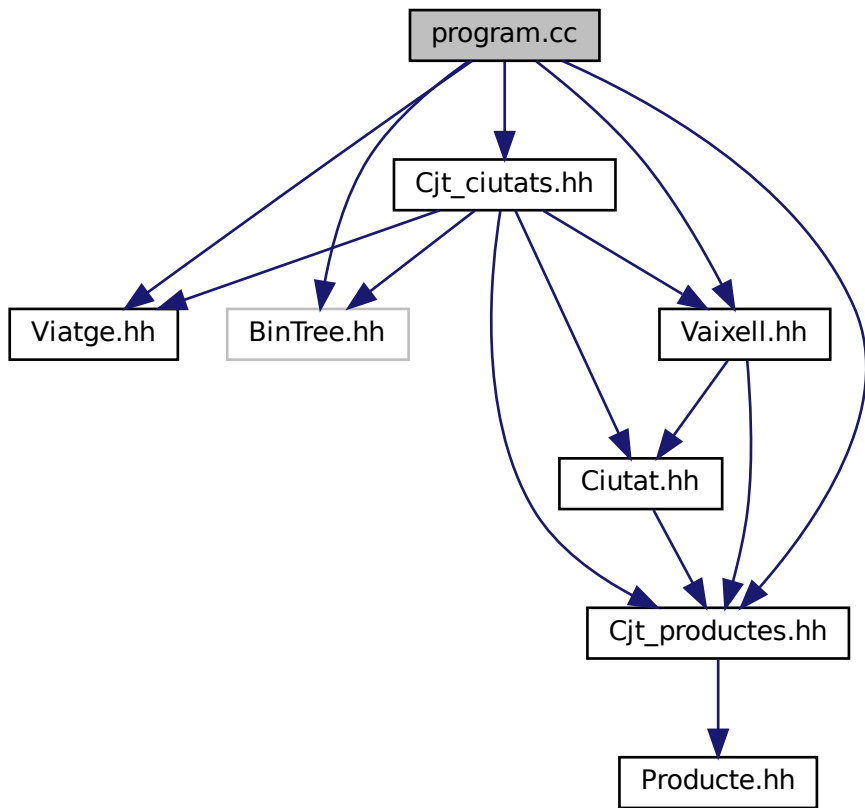 program.cc
Cjt_ciutats.hh
Viatge.hh
BinTree.hh
Vaixell.hh
Ciutat.hh
Cjt_productes.hh
Producte.hh